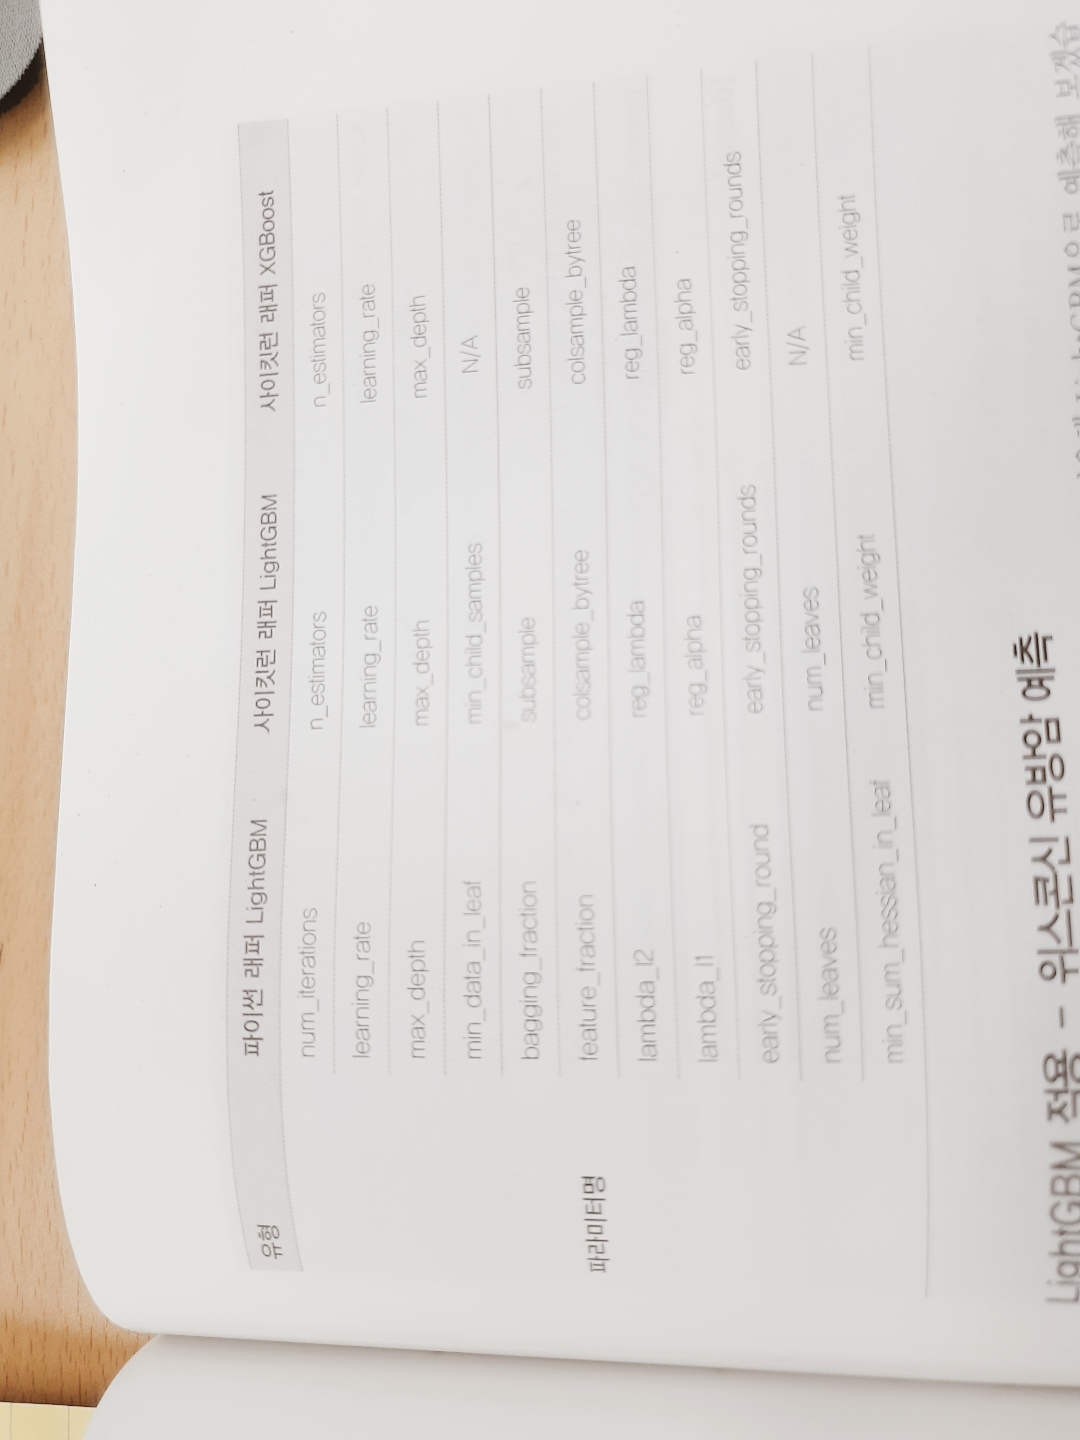 유형 파이썬 래퍼 LightGBM 사이킷런 래퍼 LightGBM 사이킷런 래퍼 XGBoost
num_iterations n_estimators n_estimators
learning_rate learning_rate learning_rate
max_depth max_depth max_depth
min_data_in_leaf min_child_samples N/A
bagging_fraction subsample subsample
파라미터명 feature_fraction colsample_bytree colsample_bytree
lambda_l2 reg_lambda reg_lambda
lambda_l1 reg_alpha reg_alpha
early_stopping_round early_stopping_rounds early_stopping_rounds
num_leaves num_leaves N/A
min_sum_hessian_in_leaf min_child_weight min_child_weight
LightGBM 적용 – 위스콘신 유방암 예측
LightGBM으로 예측해 보겠습